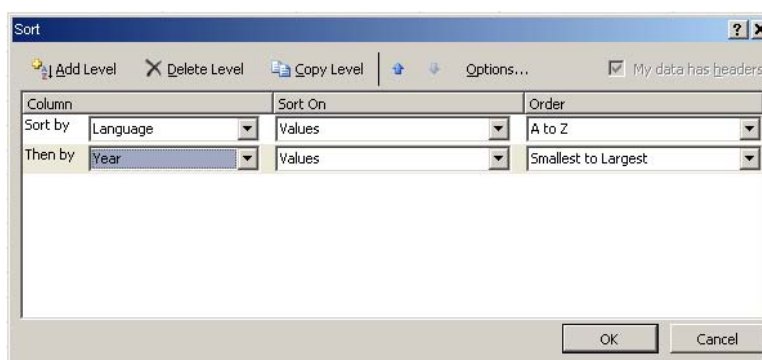 Sort
Add Level Delete Level Copy Level Options... My data has headers
Column Sort On Order
Sort by Language Values A to Z
Then by Year Values Smallest to Largest
OK Cancel